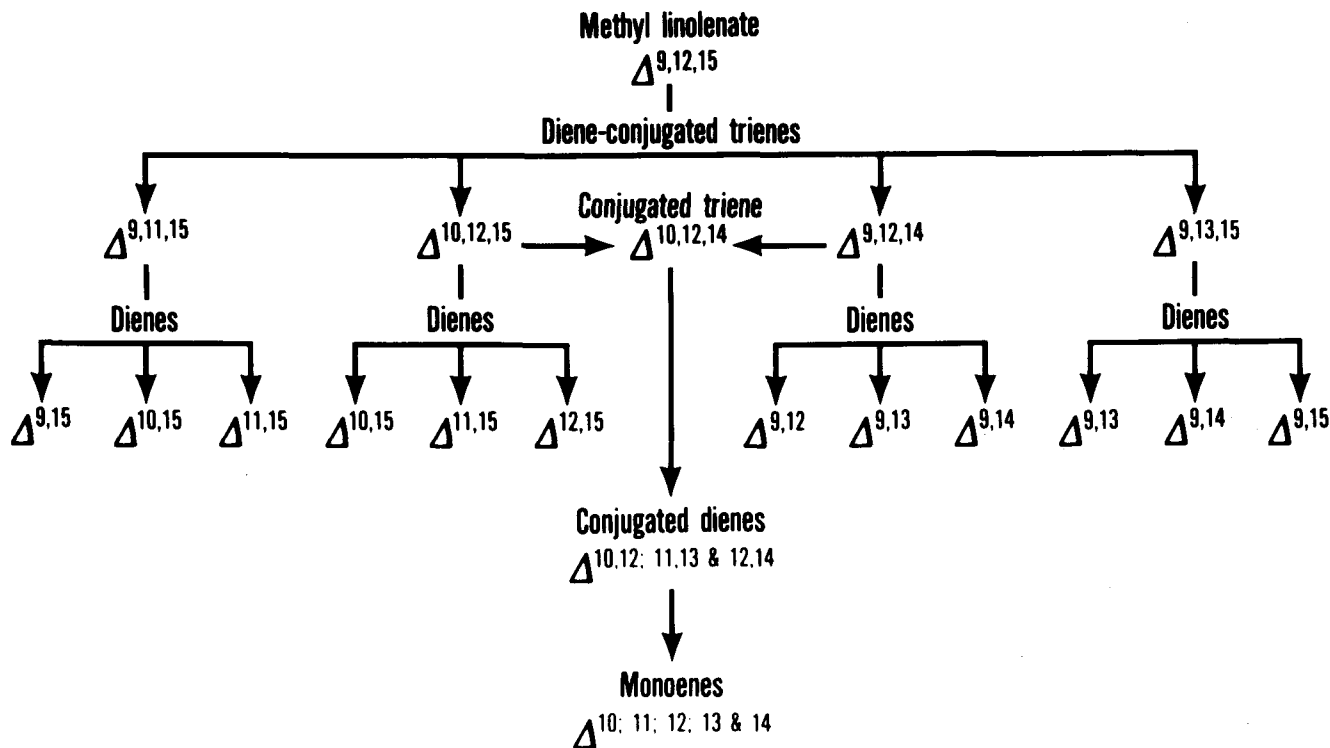 Methyl linolenate
Δ9,12,15
Diene-conjugated trienes
Conjugated triene
Δ9,11,15 Δ10,12,15 Δ10,12,14 Δ9,12,14 Δ9,13,15
Dienes Dienes Dienes Dienes
Δ9,15 Δ10,15 Δ11,15 Δ10,15 Δ11,15 Δ12,15 Δ9,12 Δ9,13 Δ9,14 Δ9,13 Δ9,14 Δ9,15
Conjugated dienes
Δ10,12; 11,13 & 12,14
Monoenes
Δ10; 11; 12; 13 & 14